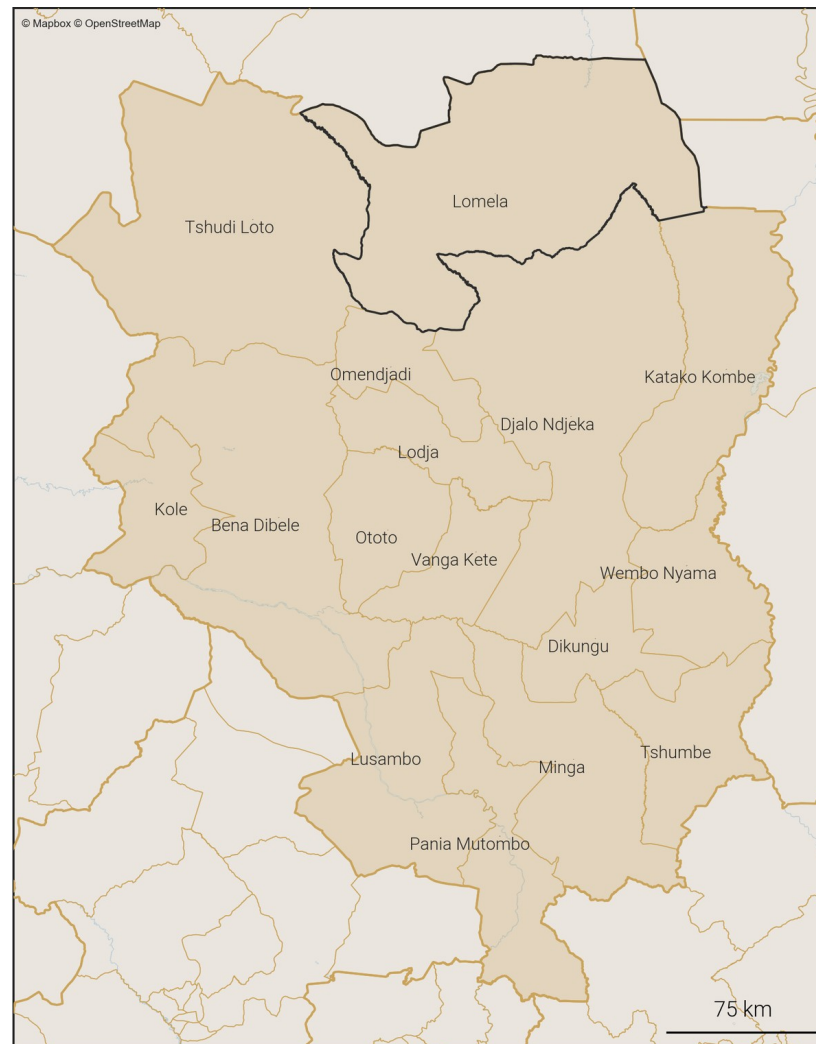 © Mapbox © OpenStreetMap
Lomela
Tshudi Loto
Omendjadi
Katako Kombe
Djalo Ndjeka
Lodja
Kole
Bena Dibele
Ototo
Vanga Kete
Wembo Nyama
Dikungu
Lusambo
Minga
Tshumbe
Pania Mutombo
75 km